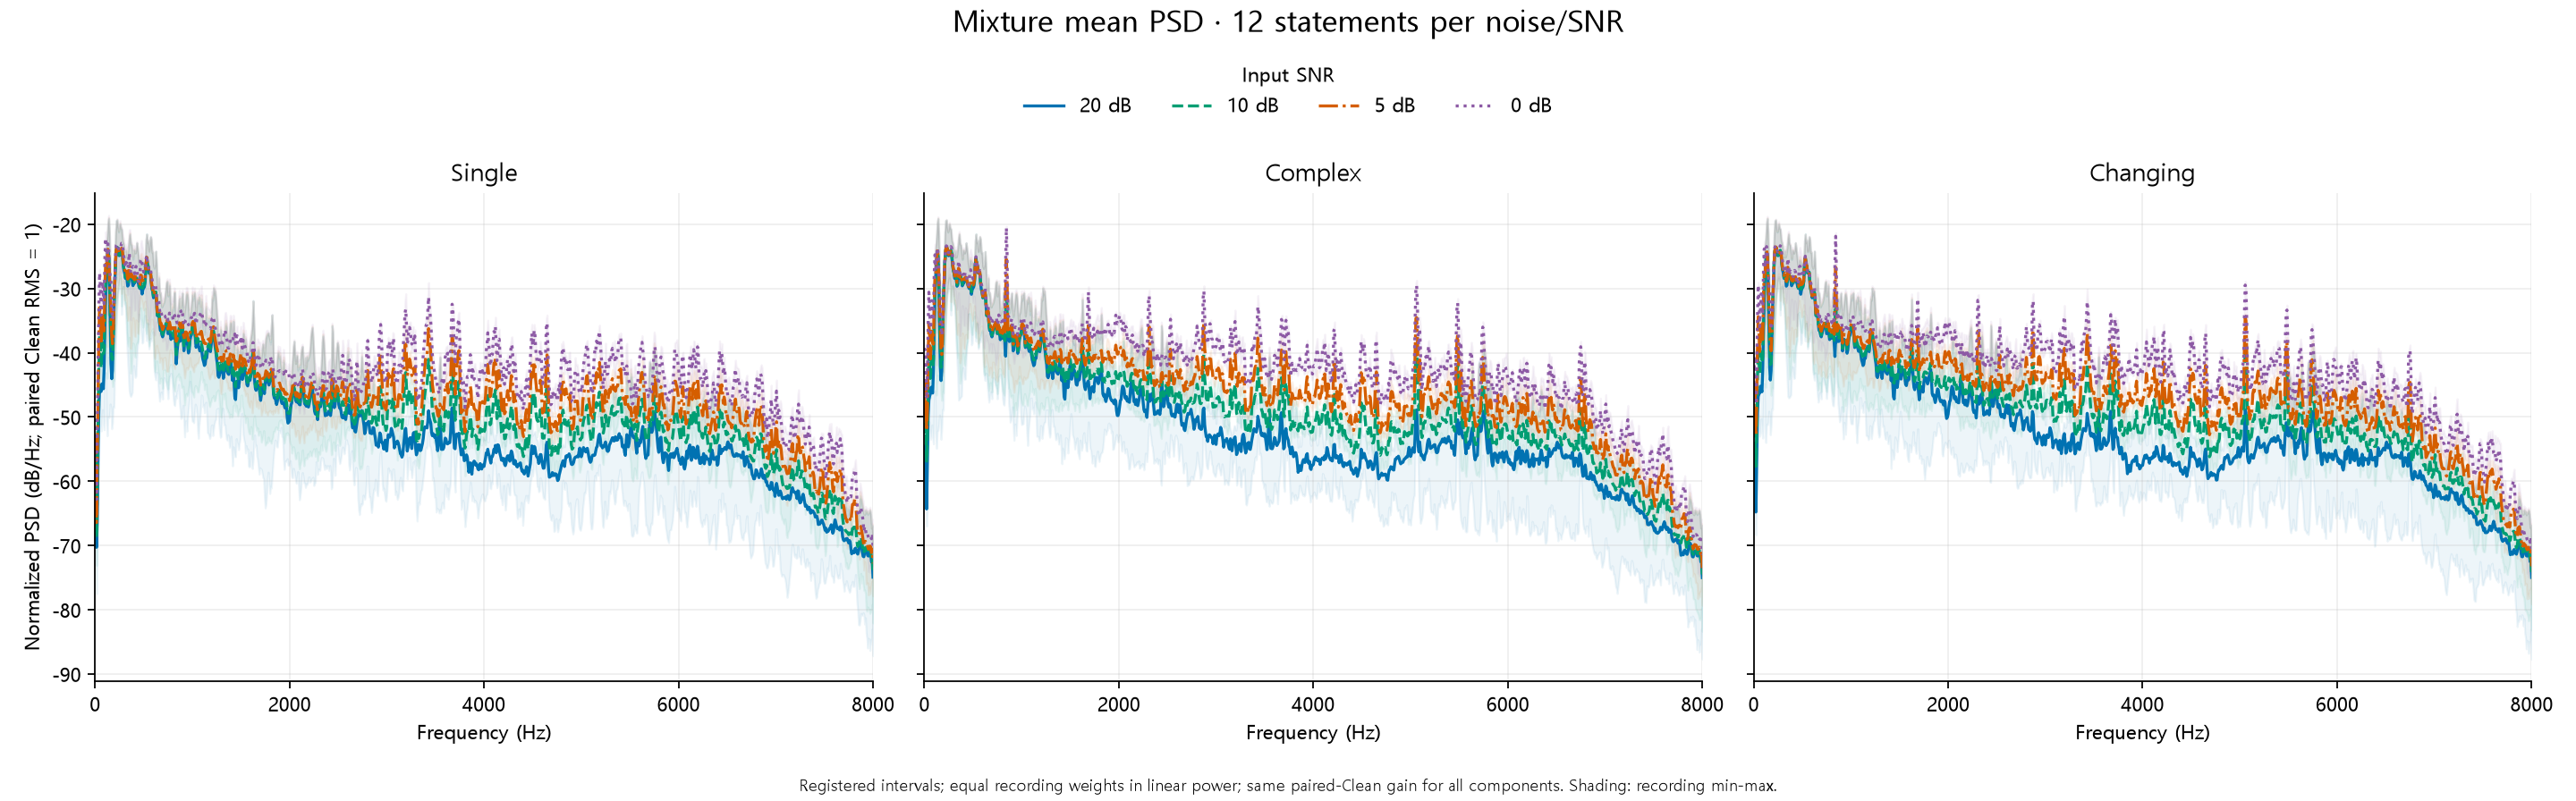 Mixture mean PSD · 12 statements per noise/SNR
Input SNR
20 dB 10 dB 5 dB 0 dB
Single Complex Changing
Normalized PSD (dB/Hz; paired Clean RMS = 1)
-20
-30
-40
-50
-60
-70
-80
-90
0 2000 4000 6000 8000 0 2000 4000 6000 8000 0 2000 4000 6000 8000
Frequency (Hz) Frequency (Hz) Frequency (Hz)
Registered intervals; equal recording weights in linear power; same paired-Clean gain for all components. Shading: recording min-max.